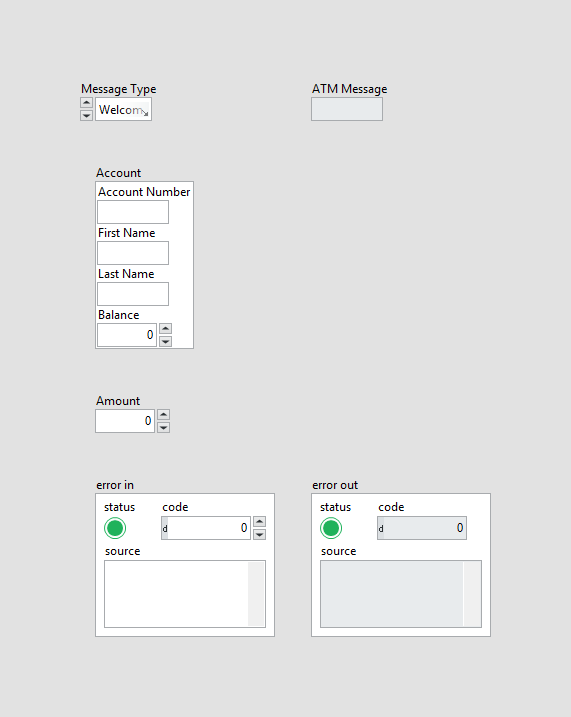 Message Type
ATM Message
Welcom
Account
Account Number
First Name
Last Name
Balance
0
Amount
0
error in
error out
status code
d 0
source
status code
d 0
source